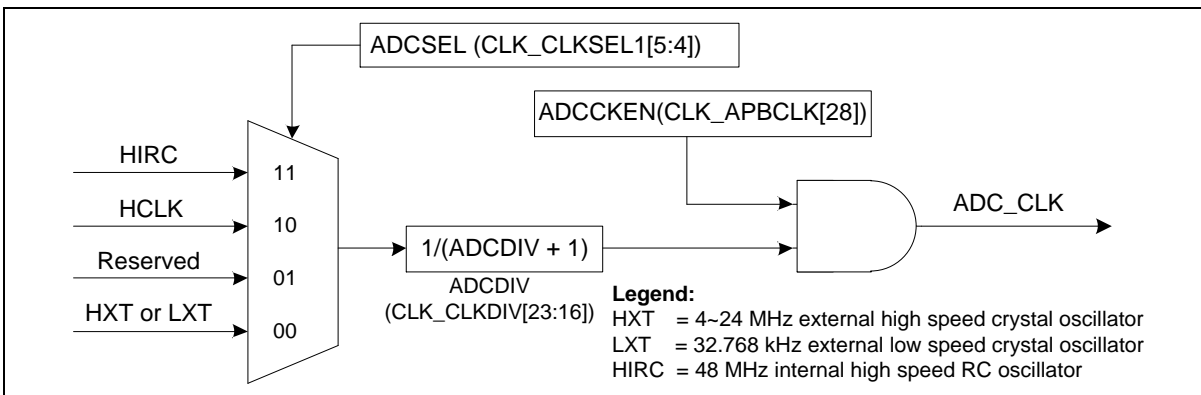 ADCSEL (CLK_CLKSEL1[5:4])
ADCCKEN(CLK_APBCLK[28])
HIRC
11
HCLK
10
Reserved
01
HXT or LXT
00
1/(ADCDIV + 1)
ADCDIV
(CLK_CLKDIV[23:16])
ADC_CLK
Legend:
HXT = 4~24 MHz external high speed crystal oscillator
LXT = 32.768 kHz external low speed crystal oscillator
HIRC = 48 MHz internal high speed RC oscillator